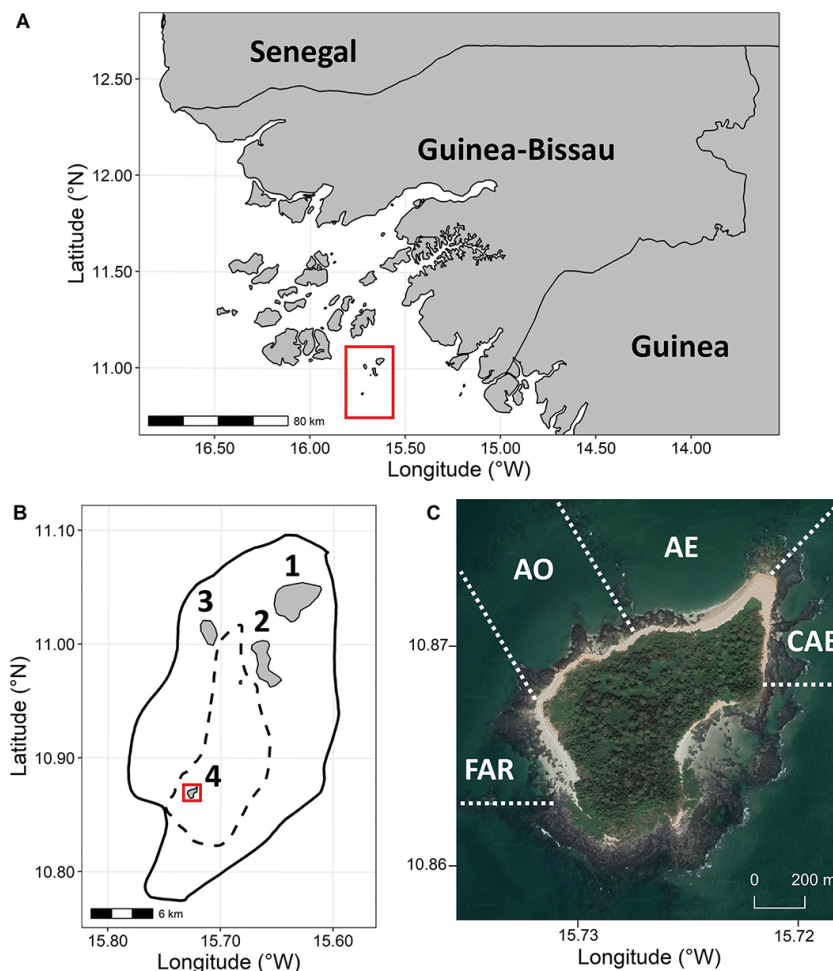 A
Senegal
Guinea-Bissau
Guinea
12.50
12.00
11.50
11.00
Latitude (°N)
80 km
16.50 16.00 15.50 15.00 14.50 14.00
Longitude (°W)
B
11.10
11.00
10.90
10.80
Latitude (°N)
1
3 2
4
6 km
15.80 15.70 15.60
Longitude (°W)
C
AE
AO
CAB
FAR
10.87
10.86
0 200 m
15.73 15.72
Longitude (°W)